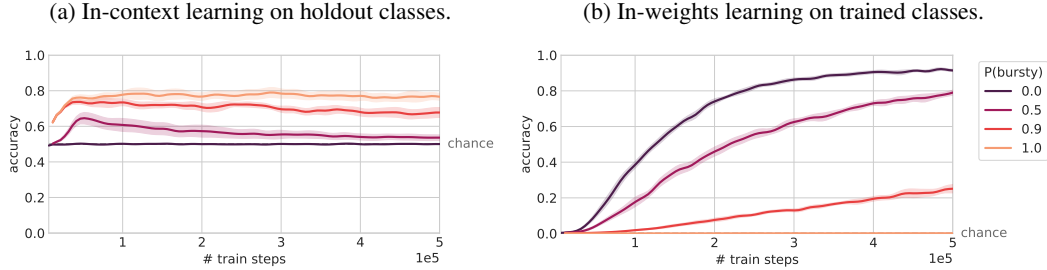 (a) In-context learning on holdout classes.
(b) In-weights learning on trained classes.
1.0
0.8
0.6
0.4
0.2
0.0
accuracy
chance
1
2
3
4
5
# train steps
1e5
1.0
0.8
0.6
0.4
0.2
0.0
accuracy
chance
1
2
3
4
5
# train steps
1e5
P(bursty)
0.0
0.5
0.9
1.0